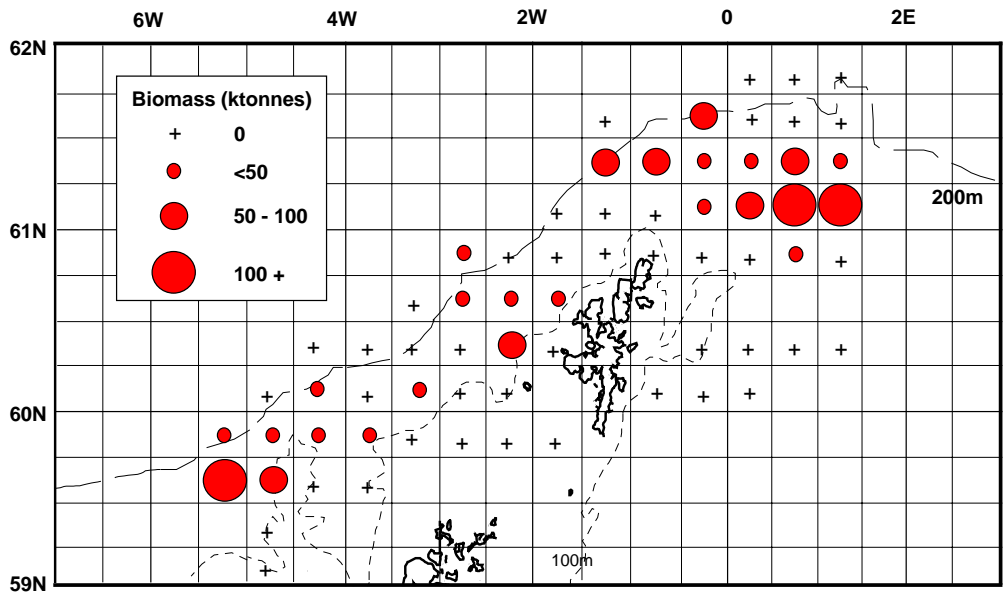 6W 4W 2W 0 2E
62N
Biomass (ktonnes)
+ 0
<50
50 - 100
100 +
200m
61N
60N
100m
59N